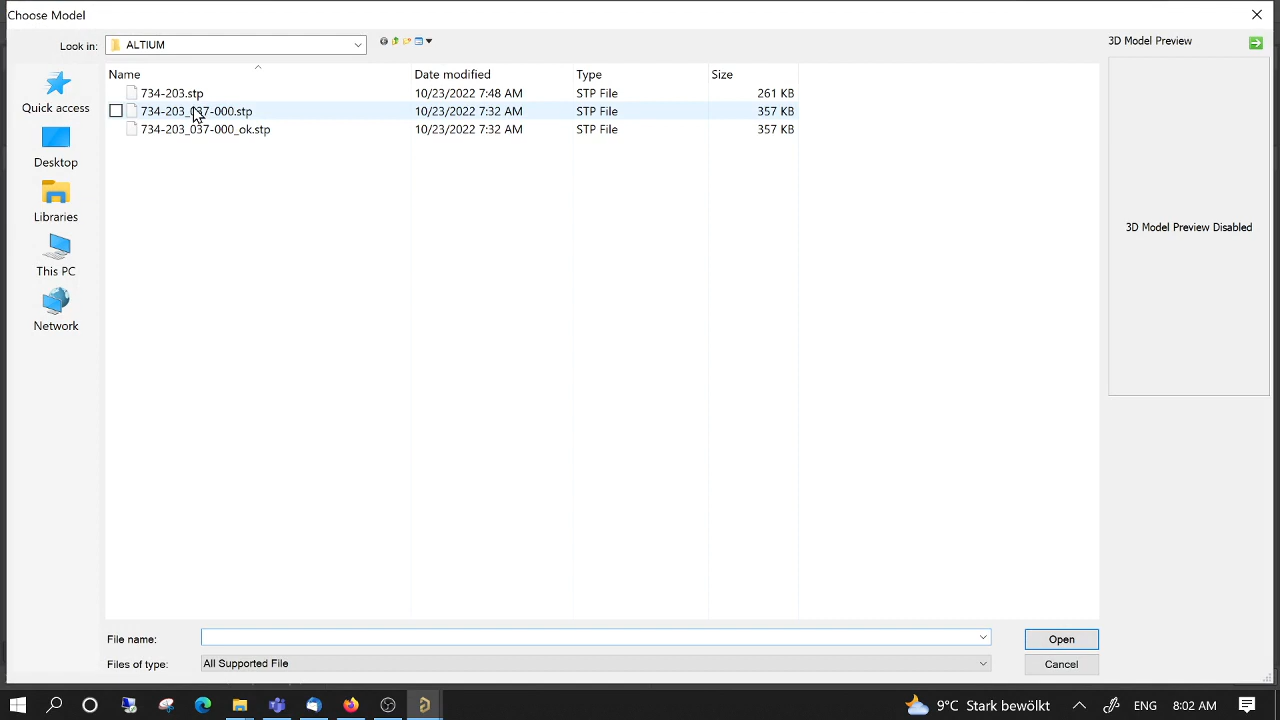 Choose Model
Look in: ALTIUM 3D Model Preview
Name Date modified Type Size
734-203.stp 10/23/2022 7:48 AM STP File 261 KB
734-203_037-000.stp 10/23/2022 7:32 AM STP File 357 KB
734-203_037-000_ok.stp 10/23/2022 7:32 AM STP File 357 KB
Quick access
Desktop
Libraries
This PC
Network
3D Model Preview Disabled
File name: Open
Files of type: All Supported File Cancel
9°C Stark bewölkt ENG 8:02 AM